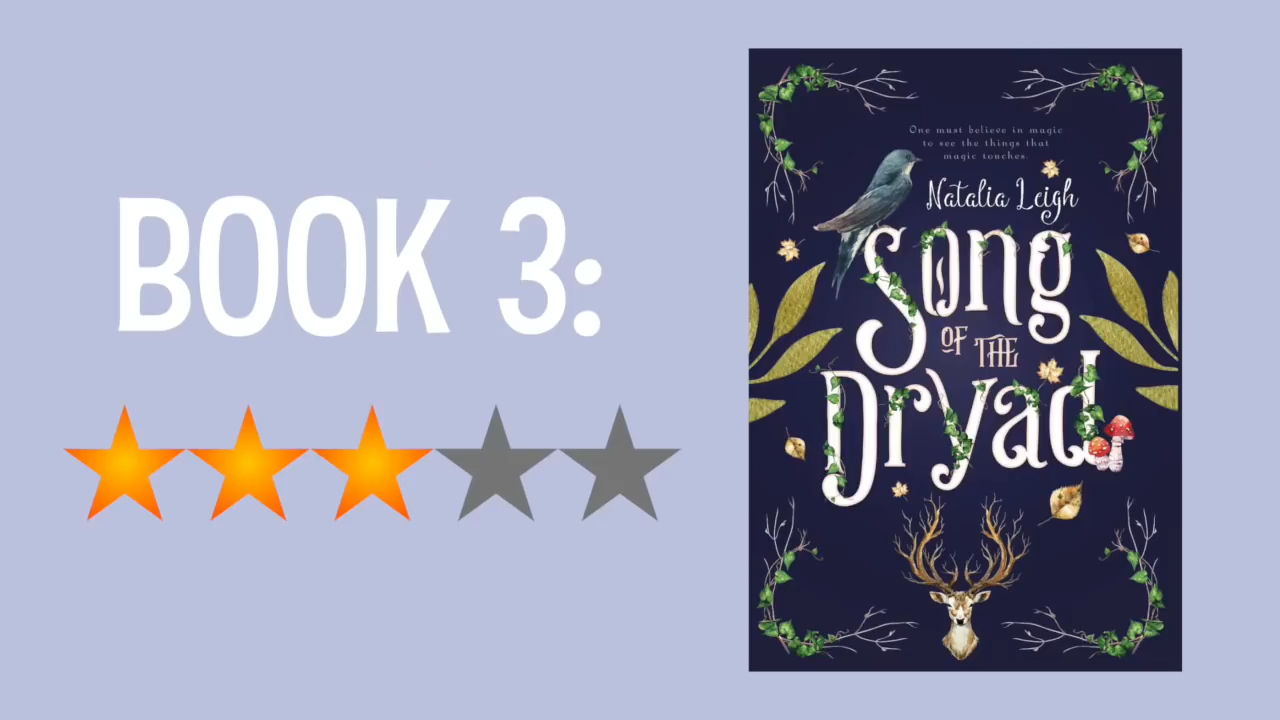 BOOK 3:
One must believe in magic
to see the things that
magic touches.
Natalia Leigh
Song
OF THE
Dryad